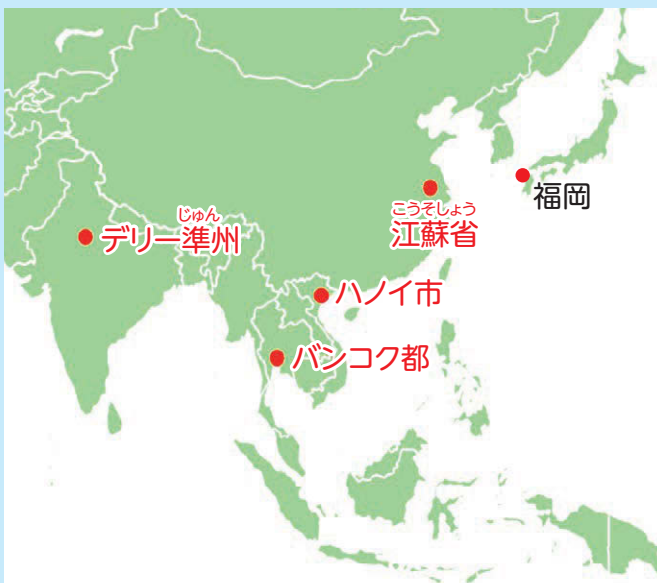 福岡
こうそしょう
江蘇省
じゅん
デリー準州
ハノイ市
バンコク都